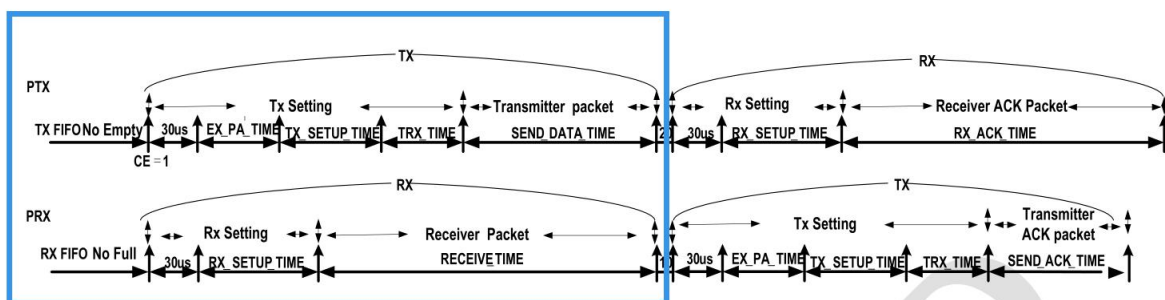 TX
RX
PTX
Tx Setting
Transmitter packet
Rx Setting
Receiver ACK Packet
TX FIFO No Empty
30us
EX_PA_TIME
TX_SETUP_TIME
TRX_TIME
SEND_DATA_TIME
30us
RX_SETUP_TIME
RX_ACK_TIME
CE =1
RX
TX
PRX
Rx Setting
Receiver Packet
Tx Setting
Transmitter
ACK packet
RX FIFO No Full
30us
RX_SETUP_TIME
RECEIVE TIME
10
30us
EX_PA_TIME
TX_SETUP_TIME
TRX_TIME
SEND_ACK_TIME